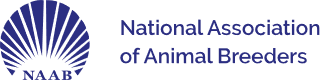 NAAB
National Association
of Animal Breeders